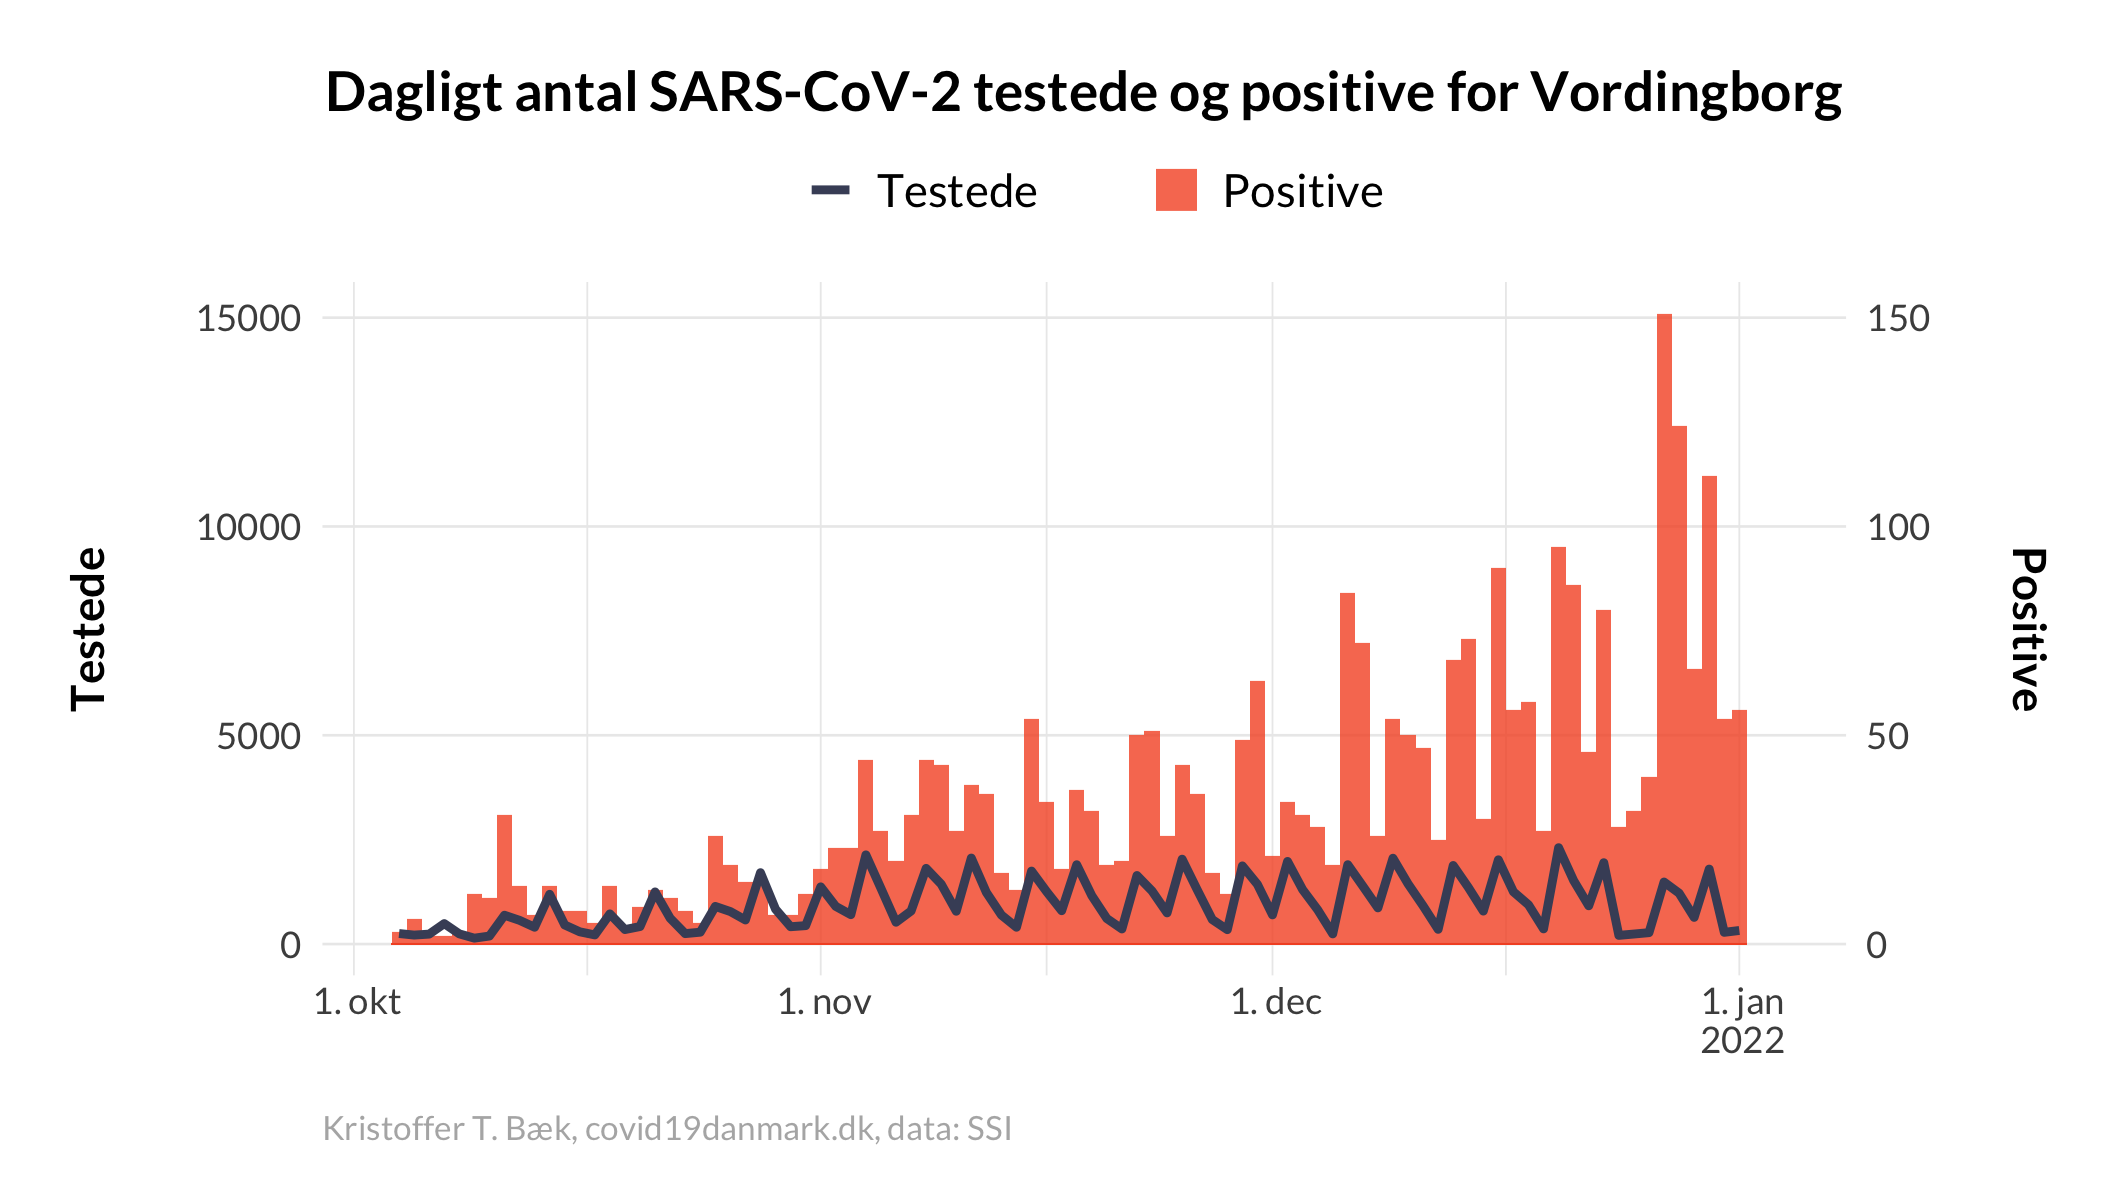 Dagligt antal SARS-CoV-2 testede og positive for Vordingborg
Testede
Positive
15000
10000
5000
0
150
100
50
0
Testede
Positive
1. okt
1. nov
1. dec
1. jan
2022
Kristoffer T. Bæk, covid19danmark.dk, data: SSI